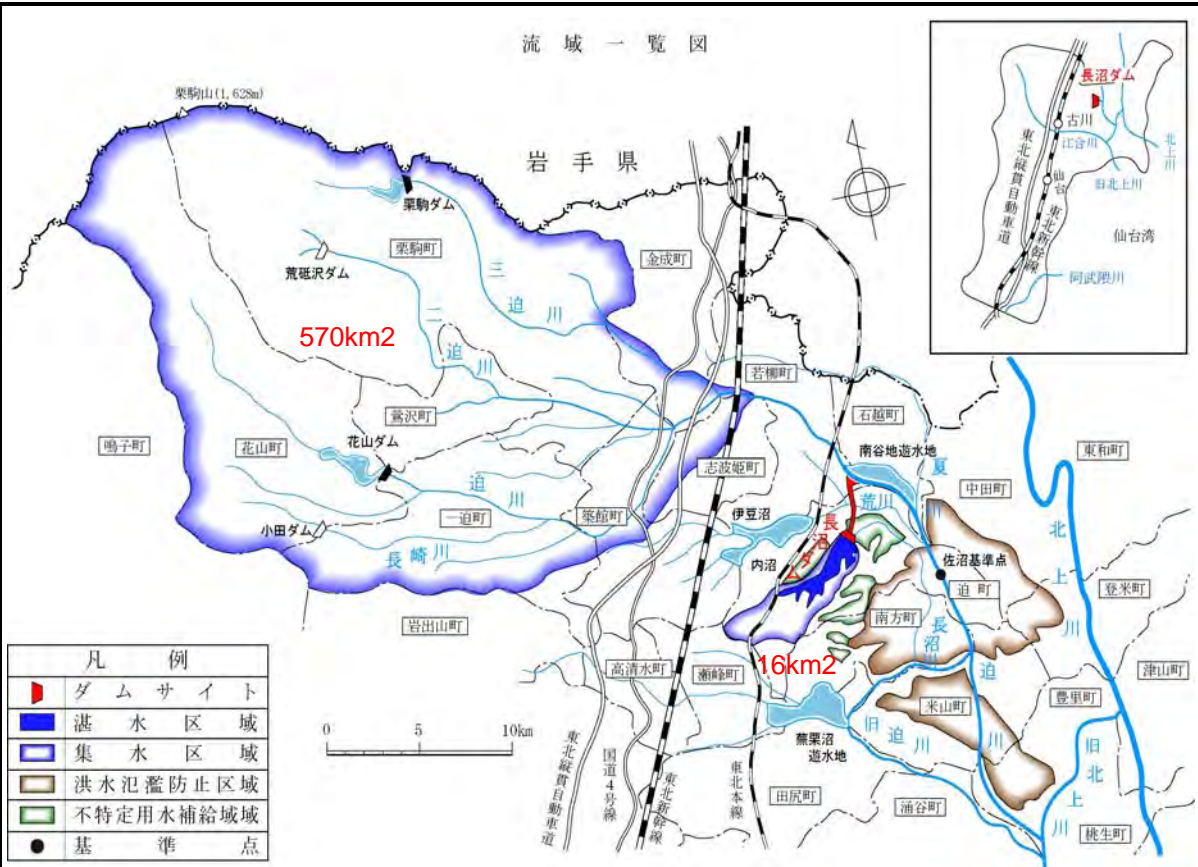 流域一覧図
栗駒山(1,628m)
岩手県
栗駒ダム
栗駒町
荒砥沢ダム
金成町
三迫川
二迫川
570km2
若柳町
石越町
鶯沢町
鳴子町
花山町
花山ダム
志波姫町
南谷地遊水地
夏川
東和町
中田町
迫川
一迫町
築館町
伊豆沼
荒川
長沼ダム
小田ダム
長崎川
内沼
佐沼基準点
迫町
北上川
登米町
南方町
長沼川
岩出山町
高清水町
瀬峰町
16km2
迫川
津山町
豊里町
米山町
旧迫川
蕪栗沼
遊水地
旧北上川
田尻町
涌谷町
桃生町
東北縦貫自動車道
国道4号線
東北新幹線
東北本線
0 5 10km
凡例
ダムサイト
湛水区域
集水区域
洪水氾濫防止区域
不特定用水補給域域
基準点
長沼ダム
古川
江合川
北上川
旧北上川
仙台
東北縦貫自動車道
東北新幹線
仙台湾
阿武隈川